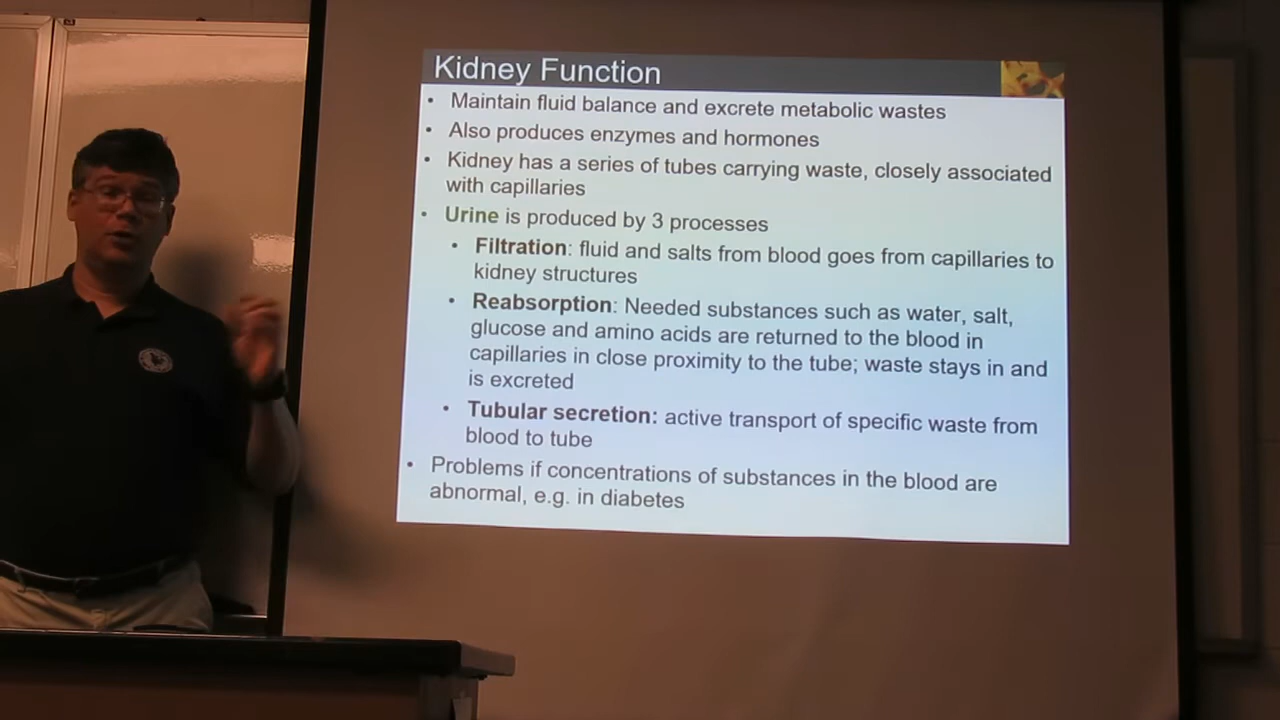 Kidney Function
• Maintain fluid balance and excrete metabolic wastes
• Also produces enzymes and hormones
• Kidney has a series of tubes carrying waste, closely associated
with capillaries
• Urine is produced by 3 processes
• Filtration: fluid and salts from blood goes from capillaries to
kidney structures
• Reabsorption: Needed substances such as water, salt,
glucose and amino acids are returned to the blood in
capillaries in close proximity to the tube; waste stays in and
is excreted
• Tubular secretion: active transport of specific waste from
blood to tube
• Problems if concentrations of substances in the blood are
abnormal, e.g. in diabetes